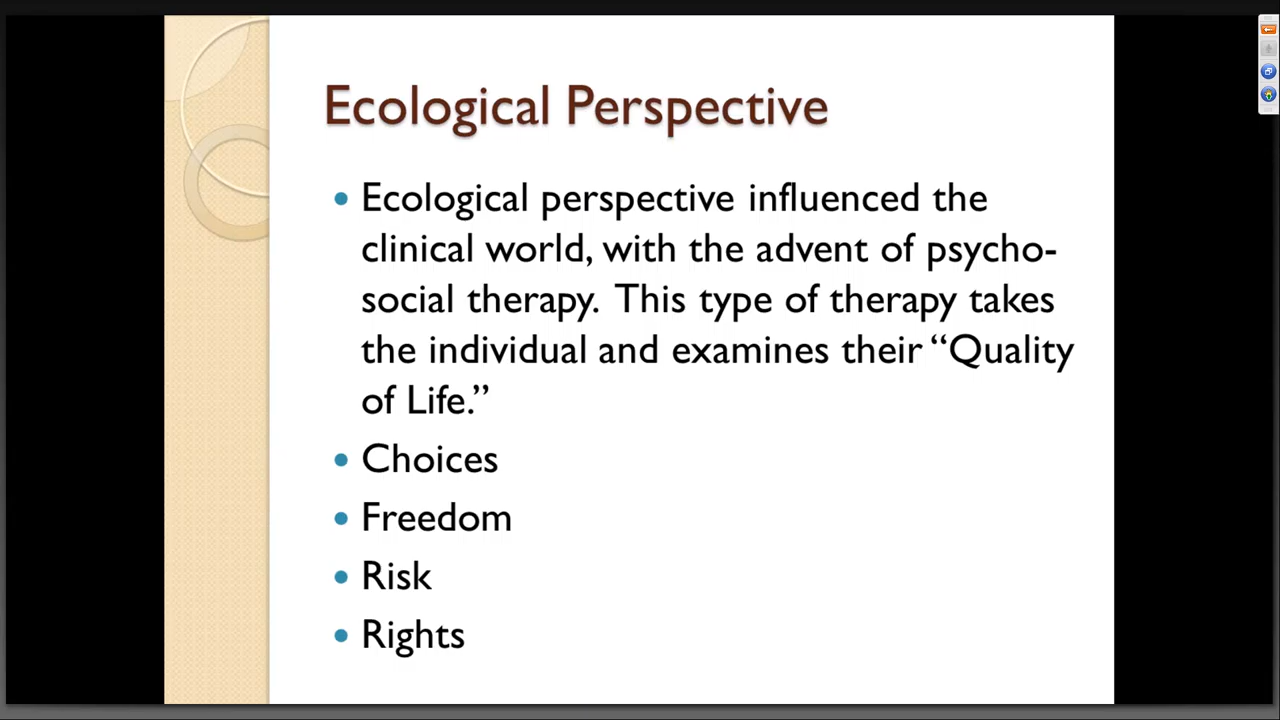 Ecological Perspective
• Ecological perspective influenced the
clinical world, with the advent of psycho-
social therapy.  This type of therapy takes
the individual and examines their “Quality
of Life.”
• Choices
• Freedom
• Risk
• Rights